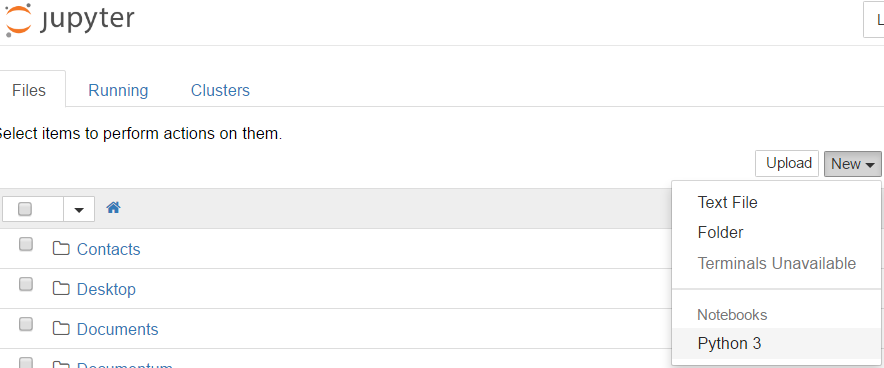 jupyter
L
Files
Running
Clusters
Select items to perform actions on them.
Upload
New
Text File
Folder
Terminals Unavailable
Notebooks
Python 3
Contacts
Desktop
Documents
Documentum